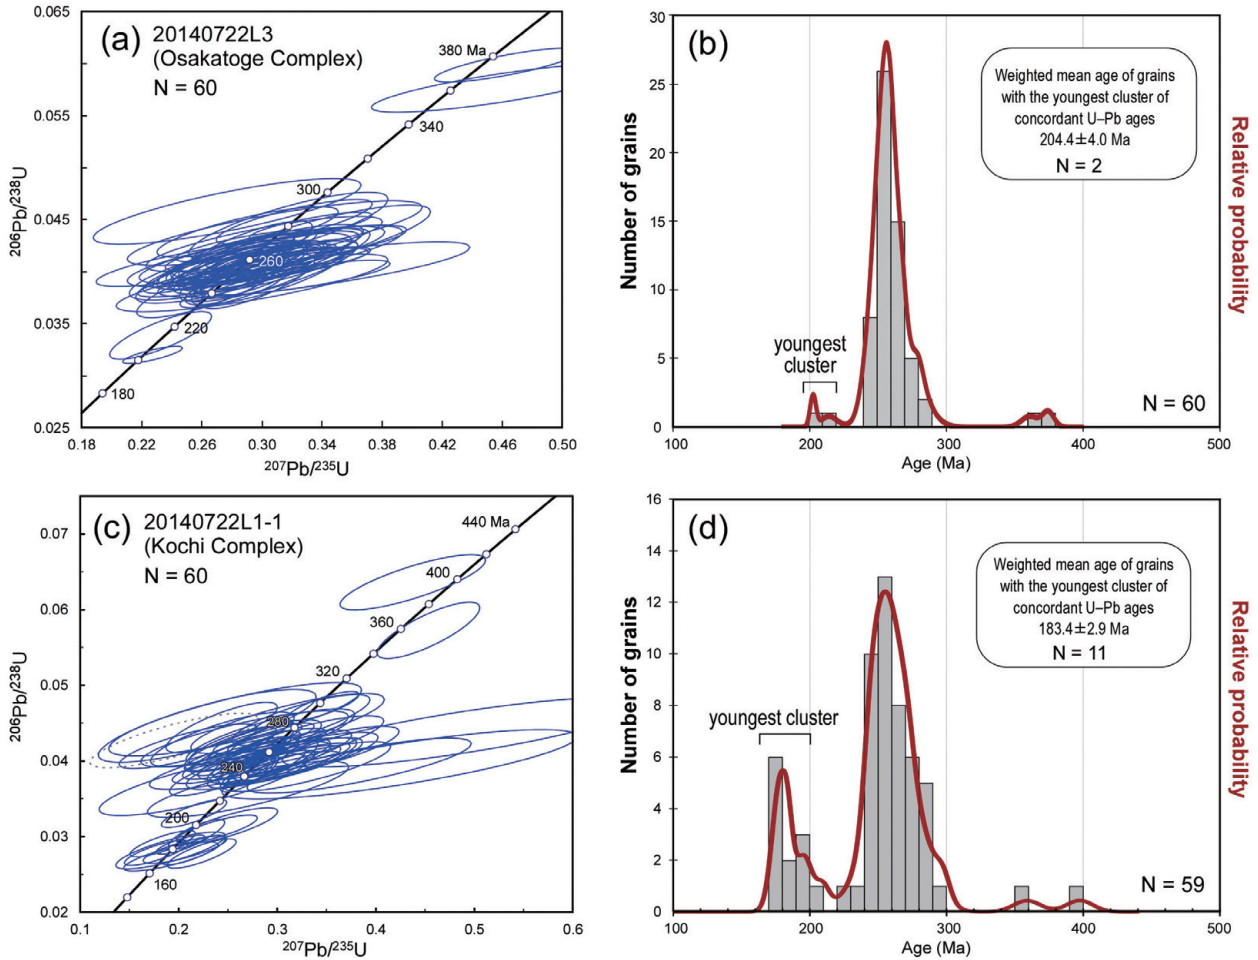 (a)
20140722L3
(Osakatoge Complex)
N = 60
380 Ma
340
300
260
220
180
0.065
0.055
0.045
0.035
0.025
206Pb/238U
0.18
0.22
0.26
0.30
0.34
0.38
0.42
0.46
0.50
207Pb/235U
(b)
Weighted mean age of grains
with the youngest cluster of
concordant U–Pb ages
204.4±4.0 Ma
N = 2
youngest
cluster
N = 60
30
25
20
15
10
5
0
Number of grains
Relative probability
100
200
300
400
500
Age (Ma)
(c)
20140722L1-1
(Kochi Complex)
N = 60
440 Ma
400
360
320
280
240
200
160
0.07
0.06
0.05
0.04
0.03
0.02
206Pb/238U
0.1
0.2
0.3
0.4
0.5
0.6
207Pb/235U
(d)
Weighted mean age of grains
with the youngest cluster of
concordant U–Pb ages
183.4±2.9 Ma
N = 11
youngest cluster
N = 59
16
14
12
10
8
6
4
2
0
Number of grains
Relative probability
100
200
300
400
500
Age (Ma)